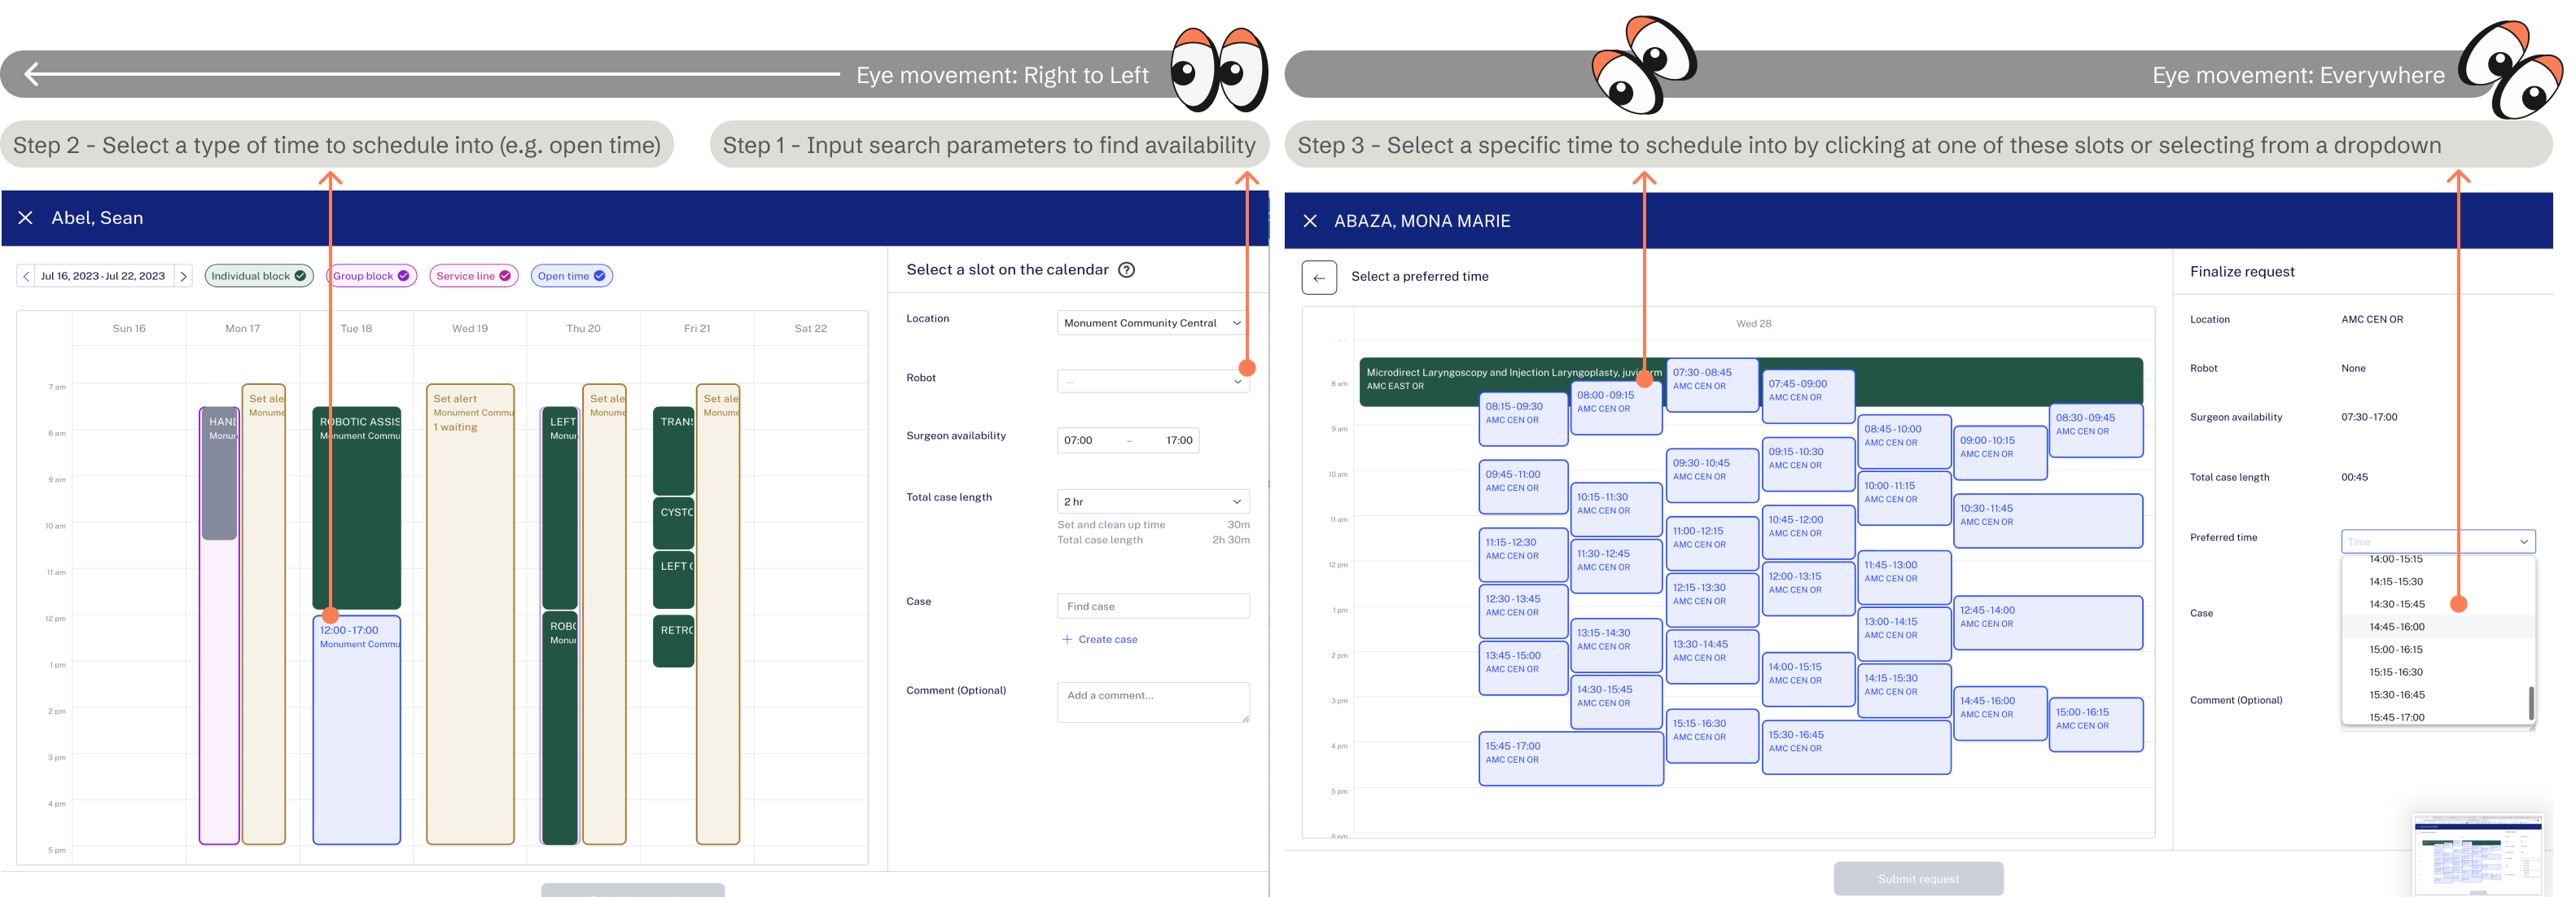 Eye movement: Right to Left
Eye movement: Everywhere
Step 2 - Select a type of time to schedule into (e.g. open time)
Step 1 - Input search parameters to find availability
Step 3 - Select a specific time to schedule into by clicking at one of these slots or selecting from a dropdown
Abel, Sean
Jul 16, 2023 - Jul 22, 2023
Individual block
Group block
Service line
Open time
Sun 16
Mon 17
Tue 18
Wed 19
Thu 20
Fri 21
Sat 22
7 am
8 am
9 am
10 am
11 am
12 pm
1 pm
2 pm
3 pm
4 pm
5 pm
HAN
Monur
Set ale
Monume
ROBOTIC ASSIS
Monument Commu
12:00 - 17:00
Monument Commu
Set alert
Monument Commu
1 waiting
LEFT
Monur
ROBC
Monur
Set ale
Monume
TRANS
CYSTC
LEFT C
RETRC
Set ale
Monume
Select a slot on the calendar
Location
Monument Community Central
Robot
Surgeon availability
07:00 - 17:00
Total case length
2 hr
Set and clean up time 30m
Total case length 2h 30m
Case
Find case
+ Create case
Comment (Optional)
Add a comment...
ABAZA, MONA MARIE
Select a preferred time
Wed 28
8 am
9 am
10 am
11 am
12 pm
1 pm
2 pm
3 pm
4 pm
5 pm
6 pm
Microdirect Laryngoscopy and Injection Laryngoplasty,
AMC EAST OR
07:30 - 08:45
AMC CEN OR
07:45 - 09:00
AMC CEN OR
08:00 - 09:15
AMC CEN OR
08:15 - 09:30
AMC CEN OR
08:30 - 09:45
AMC CEN OR
08:45 - 10:00
AMC CEN OR
09:00 - 10:15
AMC CEN OR
09:15 - 10:30
AMC CEN OR
09:30 - 10:45
AMC CEN OR
09:45 - 11:00
AMC CEN OR
10:00 - 11:15
AMC CEN OR
10:15 - 11:30
AMC CEN OR
10:30 - 11:45
AMC CEN OR
10:45 - 12:00
AMC CEN OR
11:00 - 12:15
AMC CEN OR
11:15 - 12:30
AMC CEN OR
11:30 - 12:45
AMC CEN OR
11:45 - 13:00
AMC CEN OR
12:00 - 13:15
AMC CEN OR
12:15 - 13:30
AMC CEN OR
12:30 - 13:45
AMC CEN OR
12:45 - 14:00
AMC CEN OR
13:00 - 14:15
AMC CEN OR
13:15 - 14:30
AMC CEN OR
13:30 - 14:45
AMC CEN OR
13:45 - 15:00
AMC CEN OR
14:00 - 15:15
AMC CEN OR
14:15 - 15:30
AMC CEN OR
14:30 - 15:45
AMC CEN OR
14:45 - 16:00
AMC CEN OR
15:00 - 16:15
AMC CEN OR
15:15 - 16:30
AMC CEN OR
15:30 - 16:45
AMC CEN OR
15:45 - 17:00
AMC CEN OR
Finalize request
Location AMC CEN OR
Robot None
Surgeon availability 07:30 - 17:00
Total case length 00:45
Preferred time
Time
14:00 - 15:15
14:15 - 15:30
14:30 - 15:45
14:45 - 16:00
15:00 - 16:15
15:15 - 16:30
15:30 - 16:45
15:45 - 17:00
Case
Comment (Optional)
Submit request